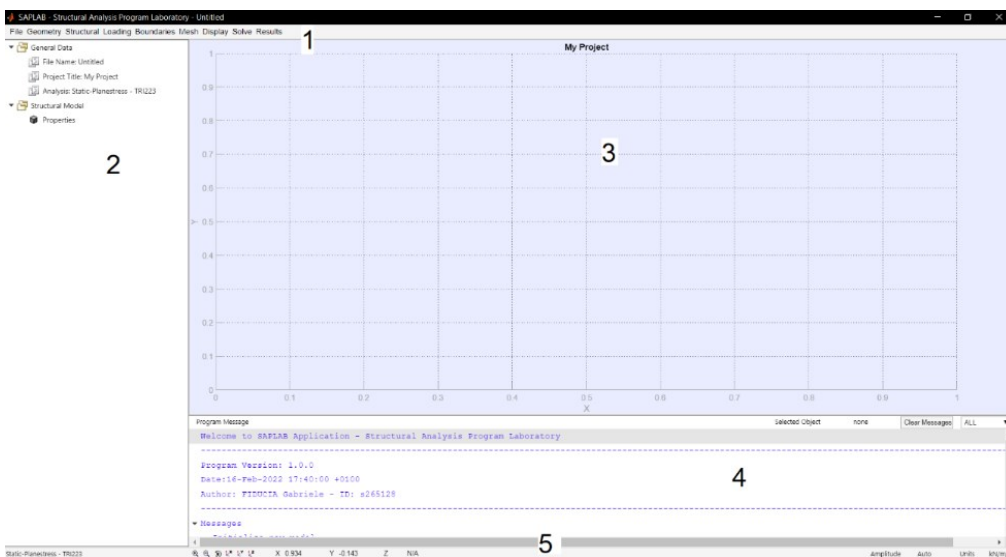 SAPLAB - Structural Analysis Program Laboratory - Untitled
File Geometry Structural Loading Boundaries Mesh Display Solve Results
1
General Data
File Name: Untitled
Project Title: My Project
Analysis: Static-Planestress - TRI223
Structural Model
Properties
2
My Project
1
0.9
0.8
0.7
0.6
0.5
0.4
0.3
0.2
0.1
0
Y
3
0 0.1 0.2 0.3 0.4 0.5 0.6 0.7 0.8 0.9 1
X
Program Message Selected Object none Clear Messages ALL
Welcome to SAPLAB Application - Structural Analysis Program Laboratory
Program Version: 1.0.0
Date:16-Feb-2022 17:40:00 +0100
Author: FIDUCIA Gabriele - ID: s265128
4
Messages
5
Static-Planestress - TRI223 X 0.934 Y -0.143 Z N/A Amplitude Auto Units